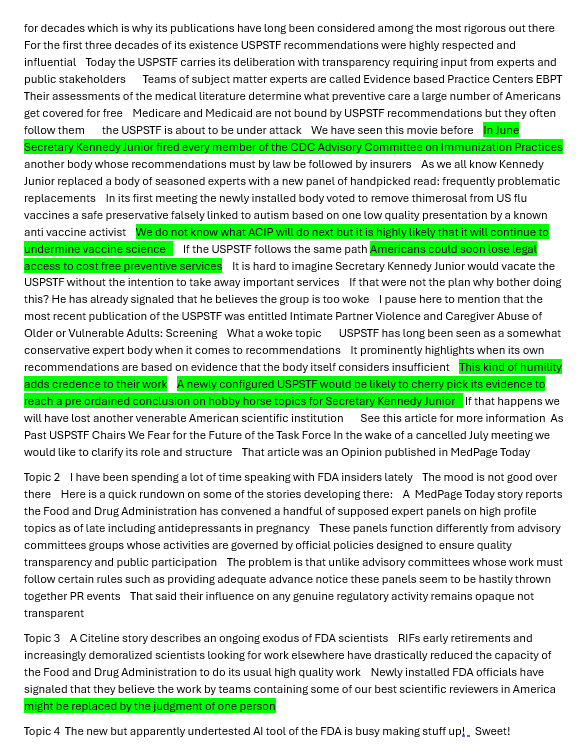 for decades which is why its publications have long been considered among the most rigorous out there
For the first three decades of its existence USPSTF recommendations were highly respected and
influential Today the USPSTF carries its deliberation with transparency requiring input from experts and
public stakeholders Teams of subject matter experts are called Evidence based Practice Centers EBPT
Their assessments of the medical literature determine what preventive care a large number of Americans
get covered for free Medicare and Medicaid are not bound by USPSTF recommendations but they often
follow them the USPSTF is about to be under attack We have seen this movie before In June
Secretary Kennedy Junior fired every member of the CDC Advisory Committee on Immunization Practices
another body whose recommendations must by law be followed by insurers As we all know Kennedy
Junior replaced a body of seasoned experts with a new panel of handpicked read: frequently problematic
replacements In its first meeting the newly installed body voted to remove thimerosal from US flu
vaccines a safe preservative falsely linked to autism based on one low quality presentation by a known
anti vaccine activist We do not know what ACIP will do next but it is highly likely that it will continue to
undermine vaccine science If the USPSTF follows the same path Americans could soon lose legal
access to cost free preventive services It is hard to imagine Secretary Kennedy Junior would vacate the
USPSTF without the intention to take away important services If that were not the plan why bother doing
this? He has already signaled that he believes the group is too woke I pause here to mention that the
most recent publication of the USPSTF was entitled Intimate Partner Violence and Caregiver Abuse of
Older or Vulnerable Adults: Screening What a woke topic USPSTF has long been seen as a somewhat
conservative expert body when it comes to recommendations It prominently highlights when its own
recommendations are based on evidence that the body itself considers insufficient This kind of humility
adds credence to their work A newly configured USPSTF would be likely to cherry pick its evidence to
reach a pre ordained conclusion on hobby horse topics for Secretary Kennedy Junior If that happens we
will have lost another venerable American scientific institution See this article for more information As
Past USPSTF Chairs We Fear for the Future of the Task Force In the wake of a cancelled July meeting we
would like to clarify its role and structure That article was an Opinion published in MedPage Today
Topic 2 I have been spending a lot of time speaking with FDA insiders lately The mood is not good over
there Here is a quick rundown on some of the stories developing there: A MedPage Today story reports
the Food and Drug Administration has convened a handful of supposed expert panels on high profile
topics as of late including antidepressants in pregnancy These panels function differently from advisory
committees groups whose activities are governed by official policies designed to ensure quality
transparency and public participation The problem is that unlike advisory committees whose work must
follow certain rules such as providing adequate advance notice these panels seem to be hastily thrown
together PR events That said their influence on any genuine regulatory activity remains opaque not
transparent
Topic 3 A Citeline story describes an ongoing exodus of FDA scientists RIFs early retirements and
increasingly demoralized scientists looking for work elsewhere have drastically reduced the capacity of
the Food and Drug Administration to do its usual high quality work Newly installed FDA officials have
signaled that they believe the work by teams containing some of our best scientific reviewers in America
might be replaced by the judgment of one person
Topic 4 The new but apparently undertested AI tool of the FDA is busy making stuff up! Sweet!